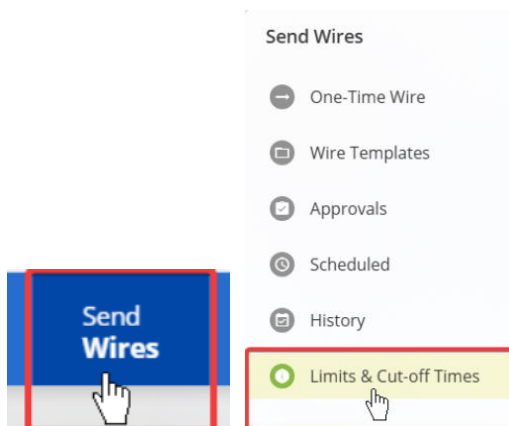 Send
Wires
Send Wires
One-Time Wire
Wire Templates
Approvals
Scheduled
History
Limits & Cut-off Times